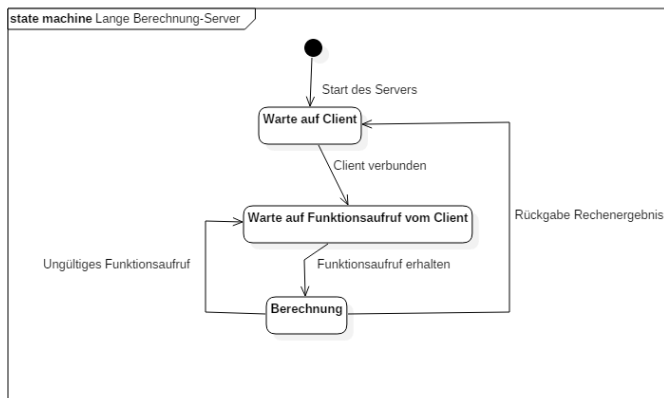 state machine Lange Berechnung-Server
Start des Servers
Warte auf Client
Client verbunden
Warte auf Funktionsaufruf vom Client
Rückgabe Rechenergebnis
Ungültiges Funktionsaufruf
Funktionsaufruf erhalten
Berechnung